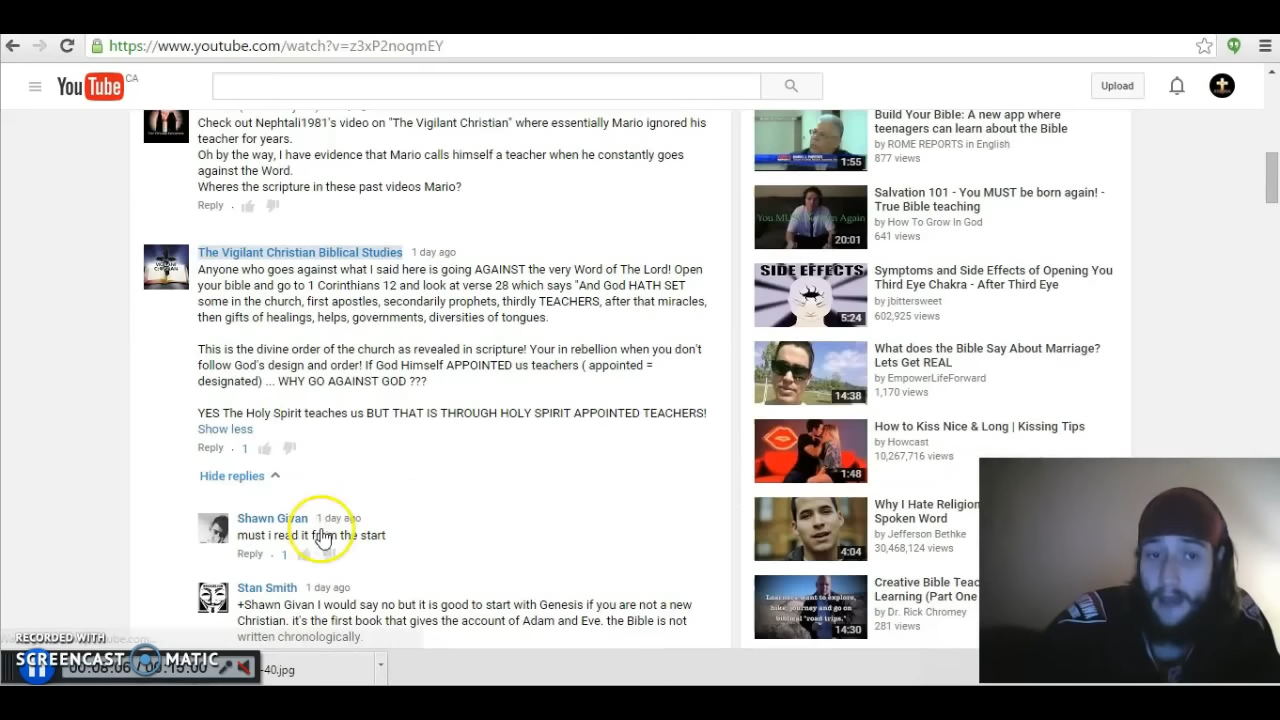 https://www.youtube.com/watch?v=z3xP2noqmEY
YouTube CA
Upload
Check out Nephtali1981's video on "The Vigilant Christian" where essentially Mario ignored his
teacher for years.
Oh by the way, I have evidence that Mario calls himself a teacher when he constantly goes
against the Word.
Wheres the scripture in these past videos Mario?
Reply
The Vigilant Christian Biblical Studies 1 day ago
Anyone who goes against what I said here is going AGAINST the very Word of The Lord! Open
your bible and go to 1 Corinthians 12 and look at verse 28 which says "And God HATH SET
some in the church, first apostles, secondarily prophets, thirdly TEACHERS, after that miracles,
then gifts of healings, helps, governments, diversities of tongues.
This is the divine order of the church as revealed in scripture! Your in rebellion when you don't
follow God's design and order! If God Himself APPOINTED us teachers ( appointed =
designated) ... WHY GO AGAINST GOD ???
YES The Holy Spirit teaches us BUT THAT IS THROUGH HOLY SPIRIT APPOINTED TEACHERS!
Show less
Reply · 1
Hide replies
Shawn Givan 1 day ago
must i read it from the start
Reply · 1
Stan Smith 1 day ago
+Shawn Givan I would say no but it is good to start with Genesis if you are not a new
Christian. it's the first book that gives the account of Adam and Eve. the Bible is not
written chronologically.
RECORDED WITH
SCREENCAST MATIC
00:08:06 / 00:15:00
-40.jpg
Build Your Bible: A new app where
teenagers can learn about the Bible
by ROME REPORTS in English
877 views
1:55
Salvation 101 - You MUST be born again! -
True Bible teaching
by How To Grow In God
641 views
20:01
SIDE EFFECTS
Symptoms and Side Effects of Opening You
Third Eye Chakra - After Third Eye
by jbittersweet
602,925 views
5:24
What does the Bible Say About Marriage?
Lets Get REAL
by EmpowerLifeForward
1,170 views
14:38
How to Kiss Nice & Long | Kissing Tips
by Howcast
10,267,716 views
1:48
Why I Hate Religion
Spoken Word
by Jefferson Bethke
30,468,124 views
4:04
Creative Bible Teac
Learning (Part One
by Dr. Rick Chromey
281 views
14:30